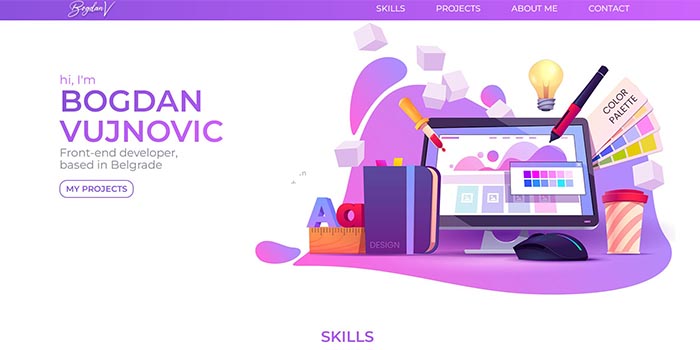 Bogdan V
SKILLS
PROJECTS
ABOUT ME
CONTACT
hi, I'm
BOGDAN
VUJNOVIC
Front-end developer,
based in Belgrade
MY PROJECTS
COLOR
PALETTE
Aa
DESIGN
SKILLS